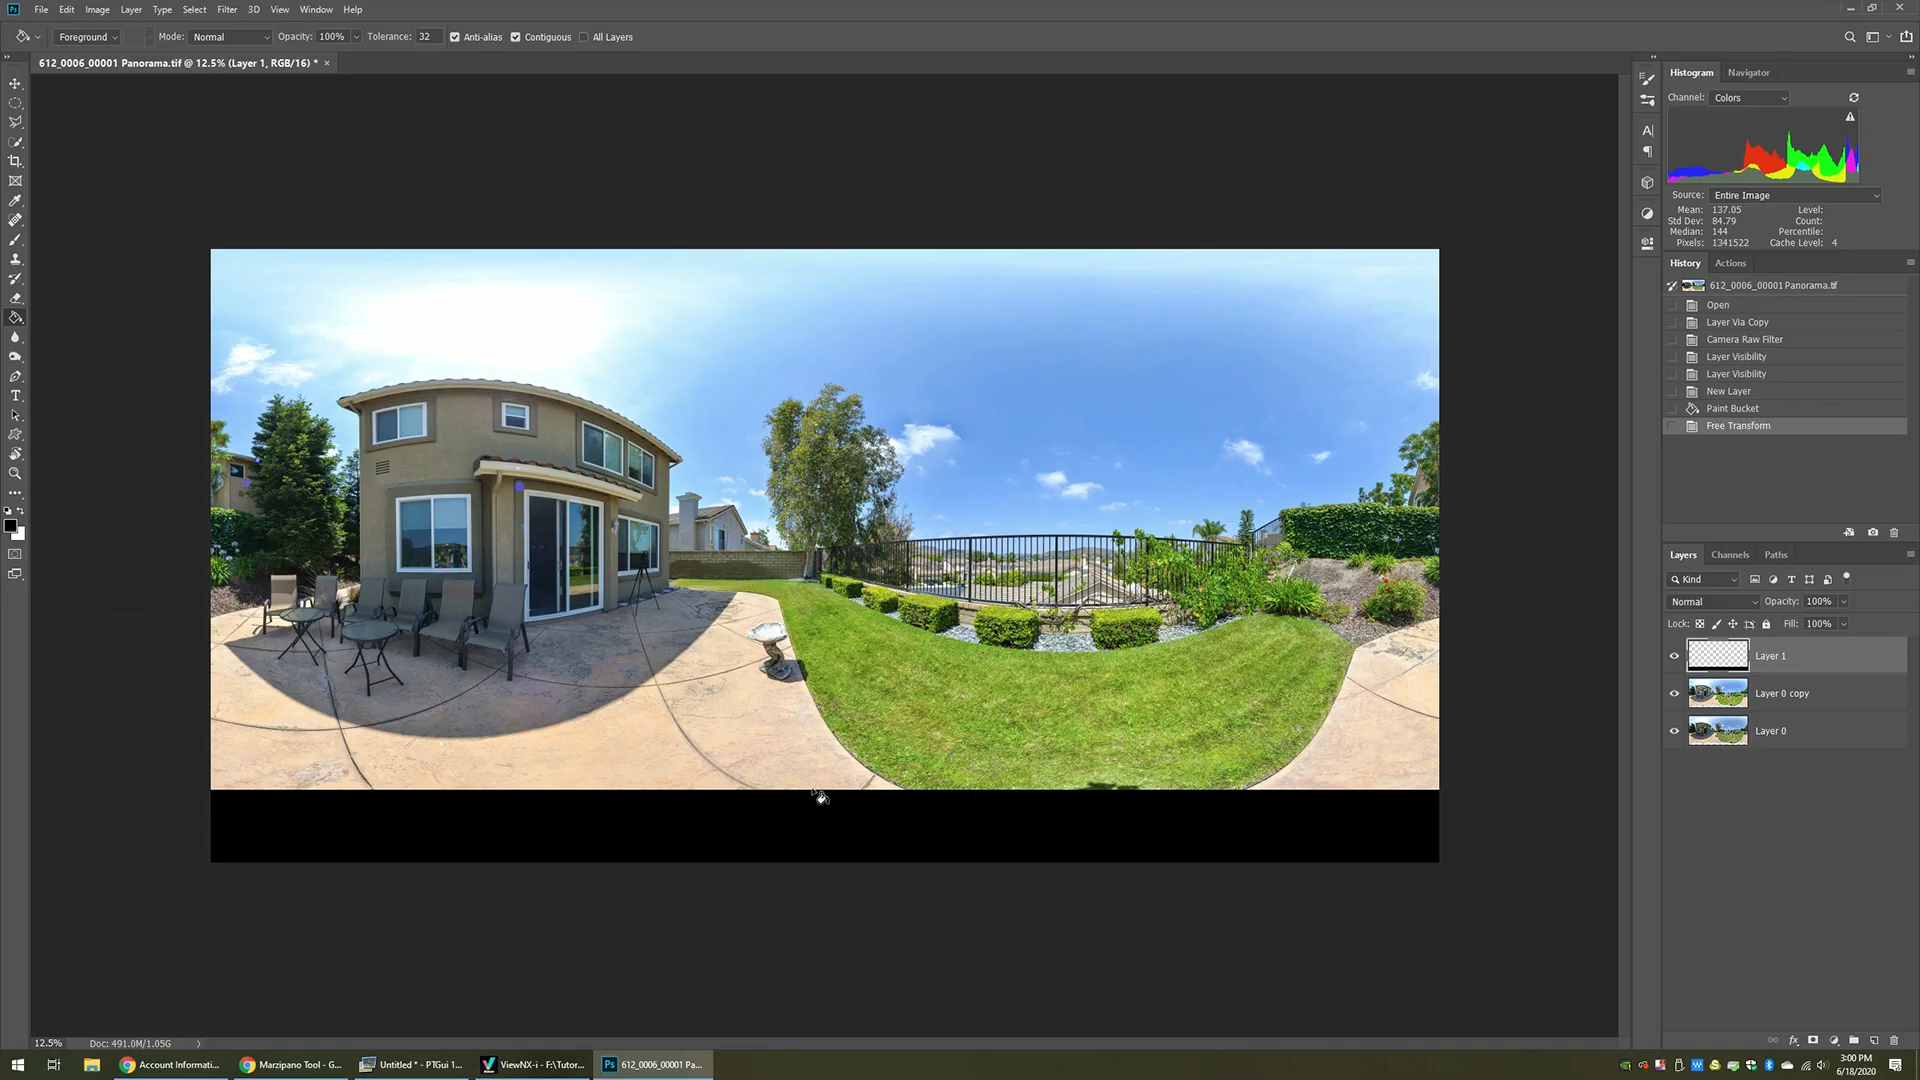 Ps File Edit Image Layer Type Select Filter 3D View Window Help
Foreground Mode: Normal Opacity: 100% Tolerance: 32 Anti-alias Contiguous All Layers
612_0006_00001 Panorama.tif @ 12.5% (Layer 1, RGB/16) * ×
Histogram Navigator
Channel: Colors
Source: Entire Image
Mean: 137.05 Level:
Std Dev: 84.79 Count:
Median: 144 Percentile:
Pixels: 1341522 Cache Level: 4
History Actions
612_0006_00001 Panorama.tif
Open
Layer Via Copy
Camera Raw Filter
Layer Visibility
Layer Visibility
New Layer
Paint Bucket
Free Transform
Layers Channels Paths
Kind
Normal Opacity: 100%
Lock: Fill: 100%
Layer 1
Layer 0 copy
Layer 0
12.5% Doc: 491.0M/1.05G
Account Informati... Marzipano Tool - G... Untitled * - PTGui 1... ViewNX-i - F:\Tutor... Ps 612_0006_00001 Pa...
3:00 PM
6/18/2020